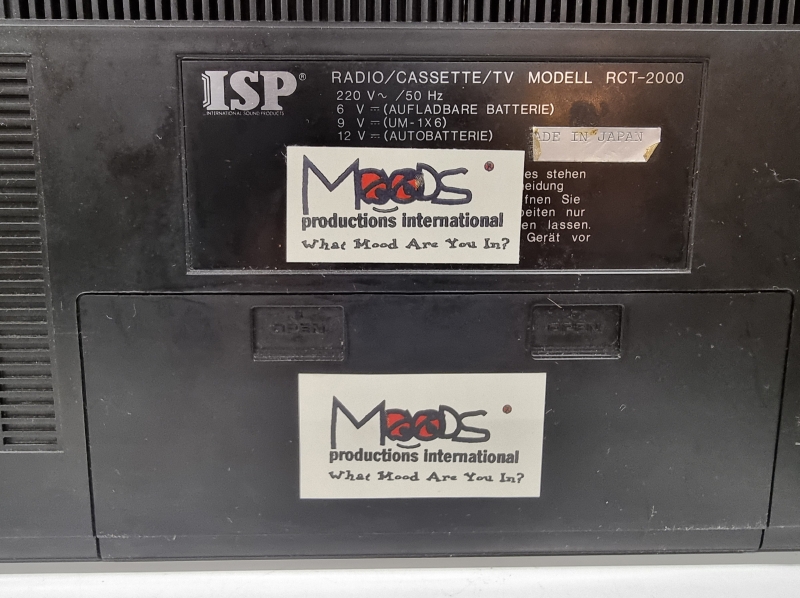 ISP®
INTERNATIONAL SOUND PRODUCTS
RADIO/CASSETTE/TV MODELL RCT-2000
220 V~ /50 Hz
6 V ⎓ (AUFLADBARE BATTERIE)
9 V ⎓ (UM-1X6)
12 V ⎓ (AUTOBATTERIE)
ADE IN JAPAN
es stehen
heidung
ffnen Sie
beiten nur
en lassen.
Gerät vor
MOODS
productions international
What Mood Are You In?
OPEN
OPEN
MOODS
productions international
What Mood Are You In?